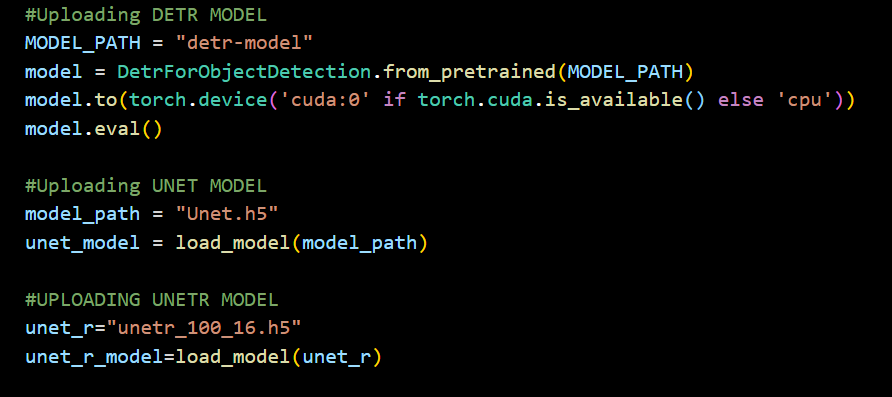 #Uploading DETR MODEL
MODEL_PATH = "detr-model"
model = DetrForObjectDetection.from_pretrained(MODEL_PATH)
model.to(torch.device('cuda:0' if torch.cuda.is_available() else 'cpu'))
model.eval()
#Uploading UNET MODEL
model_path = "Unet.h5"
unet_model = load_model(model_path)
#UPLOADING UNETR MODEL
unet_r="unetr_100_16.h5"
unet_r_model=load_model(unet_r)